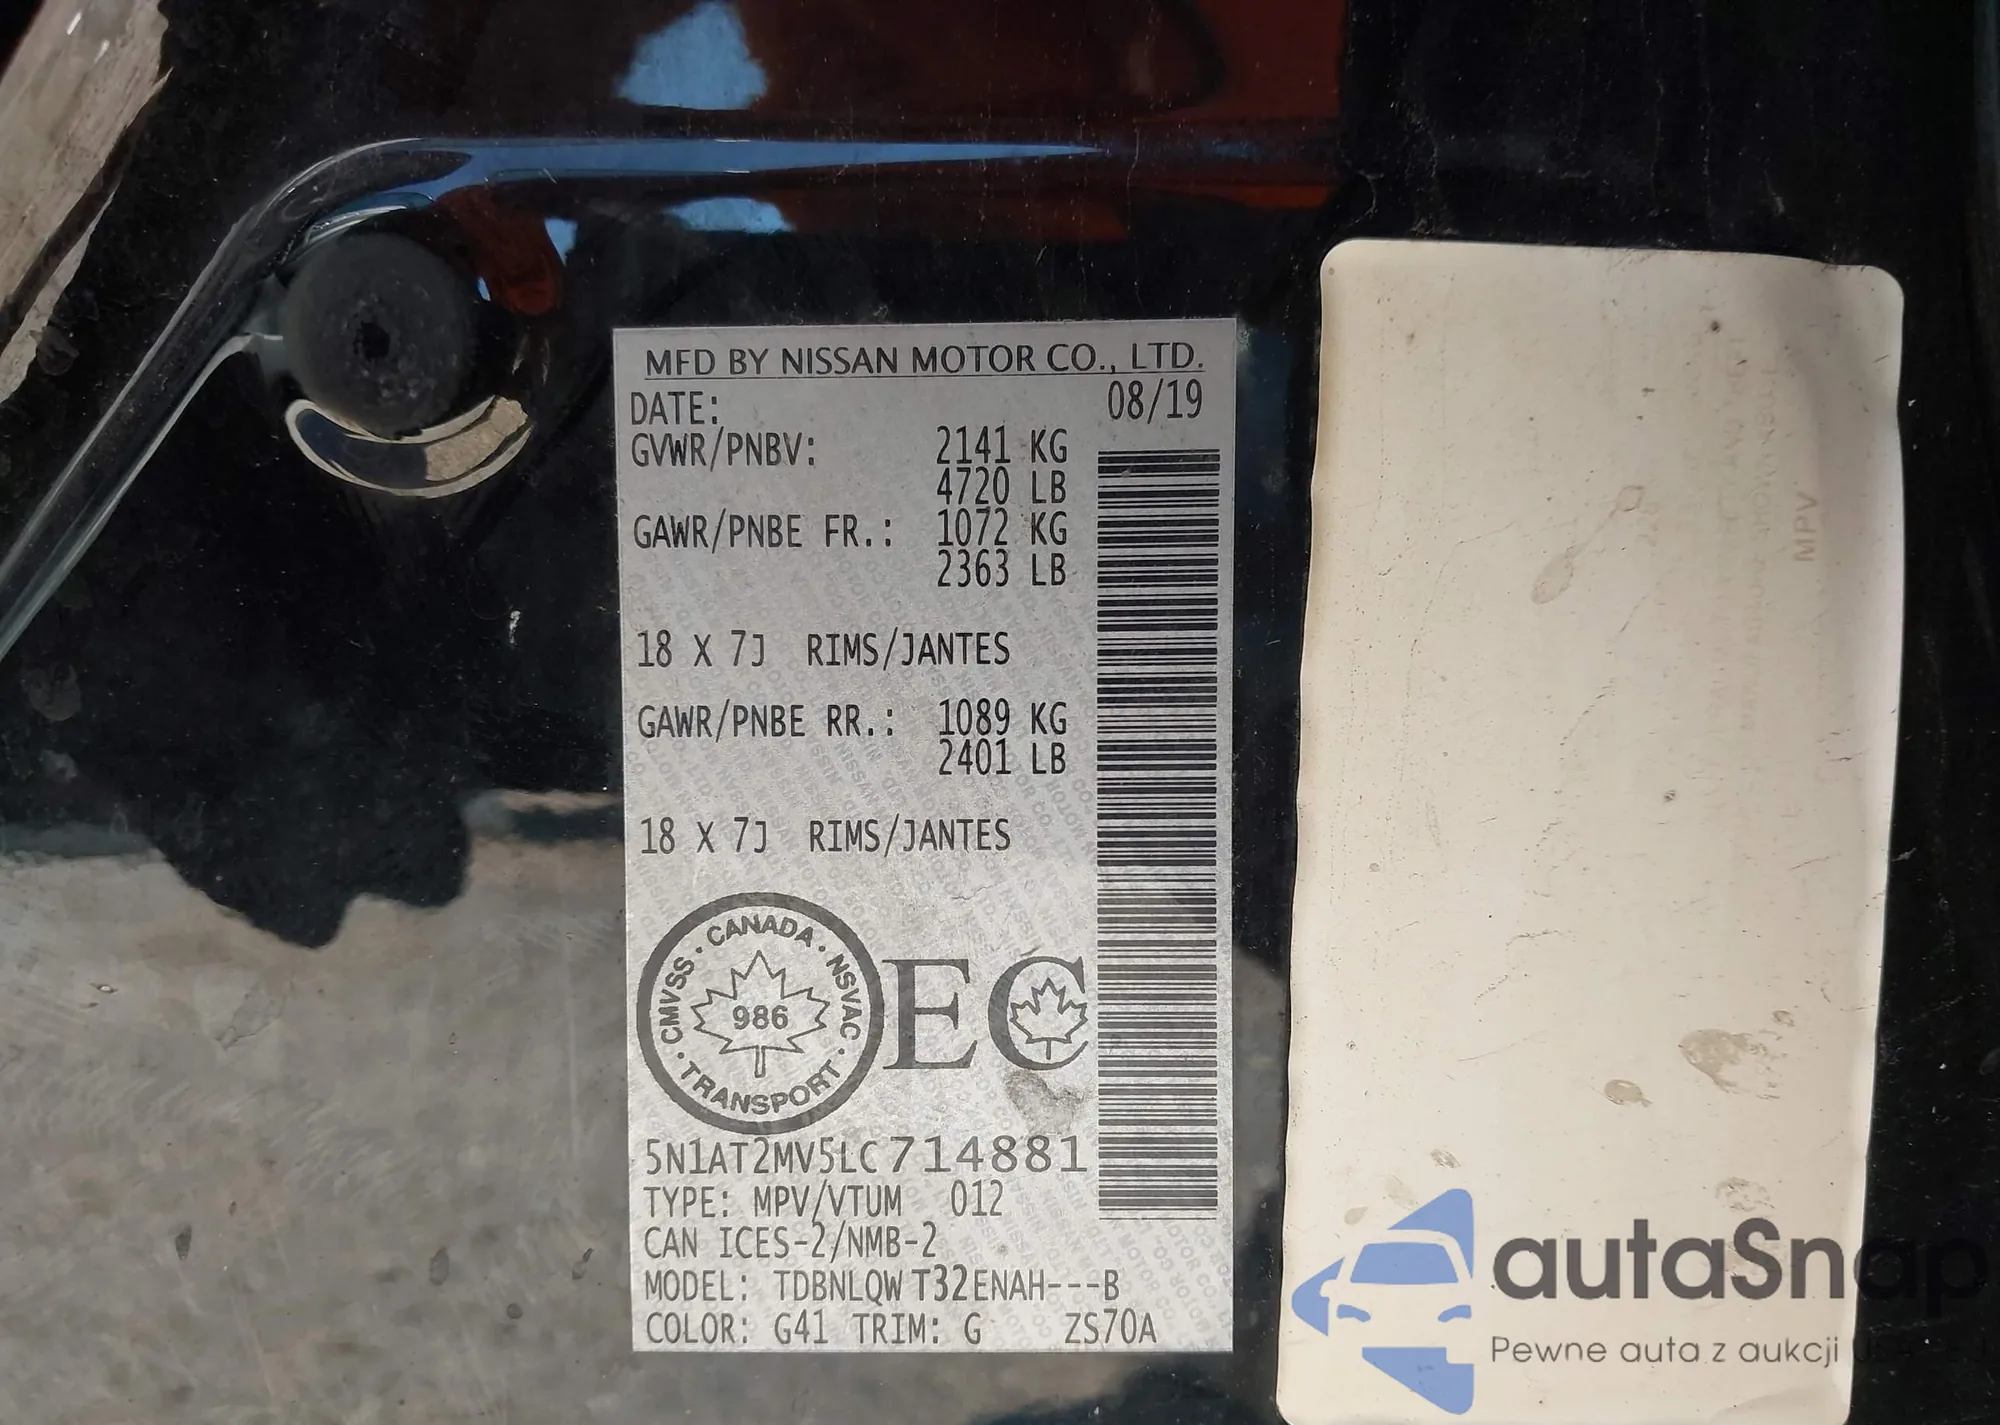 MFD BY NISSAN MOTOR CO., LTD.
DATE: 08/19
GVWR/PNBV: 2141 KG
4720 LB
GAWR/PNBE FR.: 1072 KG
2363 LB
18 X 7J RIMS/JANTES
GAWR/PNBE RR.: 1089 KG
2401 LB
18 X 7J RIMS/JANTES
CANADA · NSVAC · TRANSPORT · CMVSS ·
986
EC
5N1AT2MV5LC714881
TYPE: MPV/VTUM 012
CAN ICES-2/NMB-2
MODEL: TDBNLQW T32ENAH---B
COLOR: G41 TRIM: G ZS70A
MPV
autaSnap
Pewne auta z aukcji